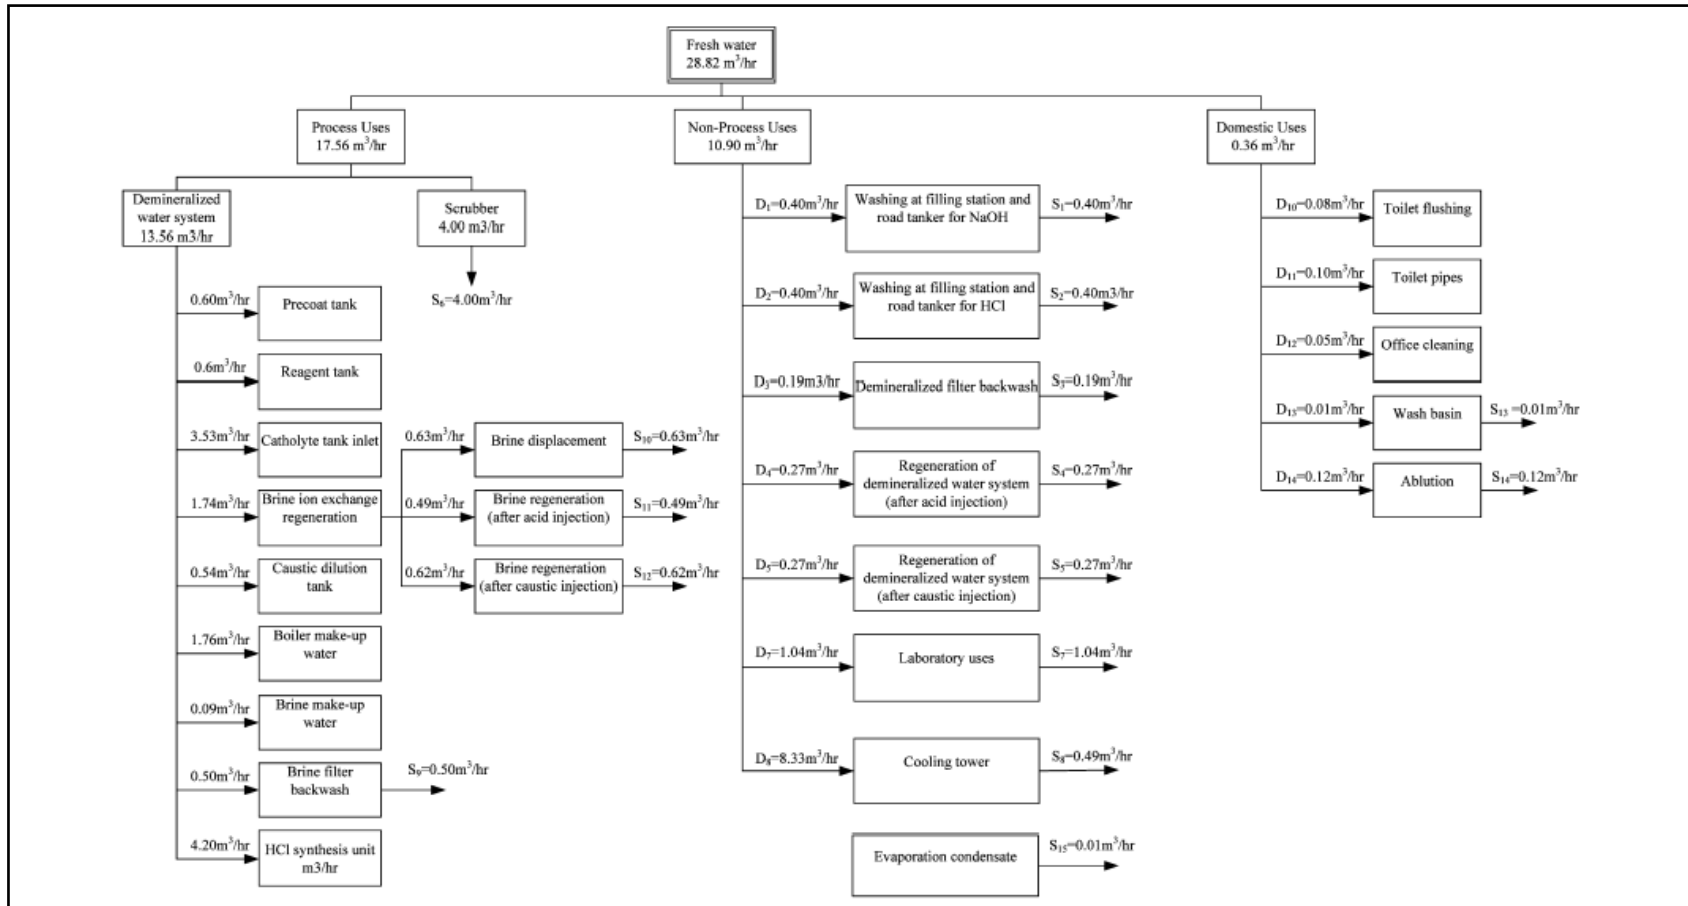 Fresh water
28.82 m³/hr
Process Uses
17.56 m³/hr
Non-Process Uses
10.90 m³/hr
Domestic Uses
0.36 m³/hr
Demineralized
water system
13.56 m3/hr
Scrubber
4.00 m3/hr
S₆=4.00m³/hr
0.60m³/hr
Precoat tank
0.6m³/hr
Reagent tank
3.53m³/hr
Catholyte tank inlet
1.74m³/hr
Brine ion exchange
regeneration
0.63m³/hr
Brine displacement
S₁₀=0.63m³/hr
0.49m³/hr
Brine regeneration
(after acid injection)
S₁₁=0.49m³/hr
0.62m³/hr
Brine regeneration
(after caustic injection)
S₁₂=0.62m³/hr
0.54m³/hr
Caustic dilution
tank
1.76m³/hr
Boiler make-up
water
0.09m³/hr
Brine make-up
water
0.50m³/hr
Brine filter
backwash
S₉=0.50m³/hr
4.20m³/hr
HCl synthesis unit
m3/hr
D₁=0.40m³/hr
Washing at filling station and
road tanker for NaOH
S₁=0.40m³/hr
D₂=0.40m³/hr
Washing at filling station and
road tanker for HCl
S₂=0.40m3/hr
D₃=0.19m3/hr
Demineralized filter backwash
S₃=0.19m³/hr
D₄=0.27m³/hr
Regeneration of
demineralized water system
(after acid injection)
S₄=0.27m³/hr
D₅=0.27m³/hr
Regeneration of
demineralized water system
(after caustic injection)
S₅=0.27m³/hr
D₇=1.04m³/hr
Laboratory uses
S₇=1.04m³/hr
D₈=8.33m³/hr
Cooling tower
S₈=0.49m³/hr
Evaporation condensate
S₁₅=0.01m³/hr
D₁₀=0.08m³/hr
Toilet flushing
D₁₁=0.10m³/hr
Toilet pipes
D₁₂=0.05m³/hr
Office cleaning
D₁₃=0.01m³/hr
Wash basin
S₁₃ =0.01m³/hr
D₁₄=0.12m³/hr
Ablution
S₁₄=0.12m³/hr